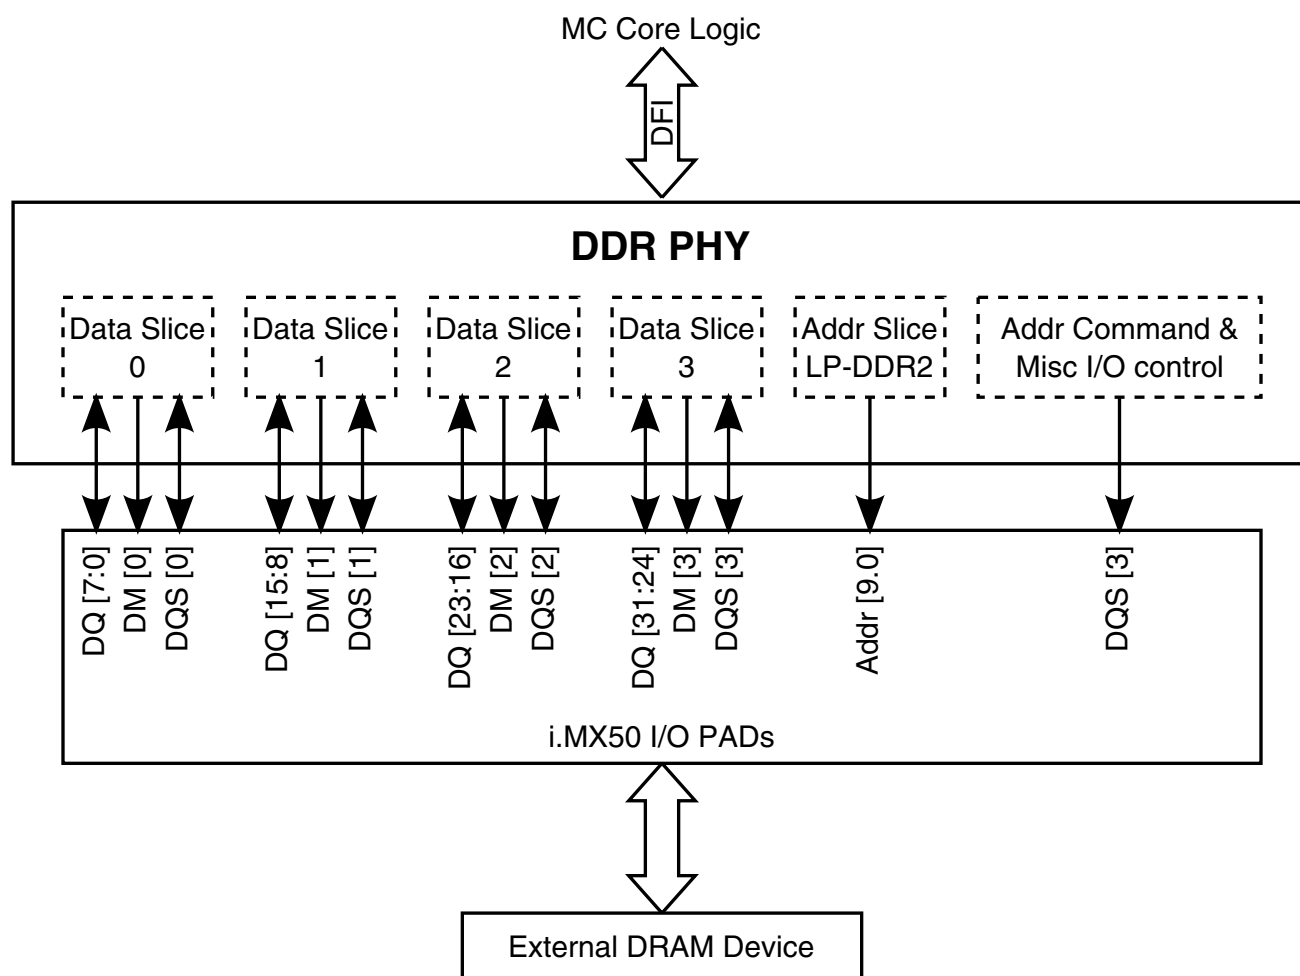 MC Core Logic
DFI
DDR PHY
Data Slice
0
Data Slice
1
Data Slice
2
Data Slice
3
Addr Slice
LP-DDR2
Addr Command &
Misc I/O control
DQ [7:0]
DM [0]
DQS [0]
DQ [15:8]
DM [1]
DQS [1]
DQ [23:16]
DM [2]
DQS [2]
DQ [31:24]
DM [3]
DQS [3]
Addr [9.0]
DQS [3]
i.MX50 I/O PADs
External DRAM Device